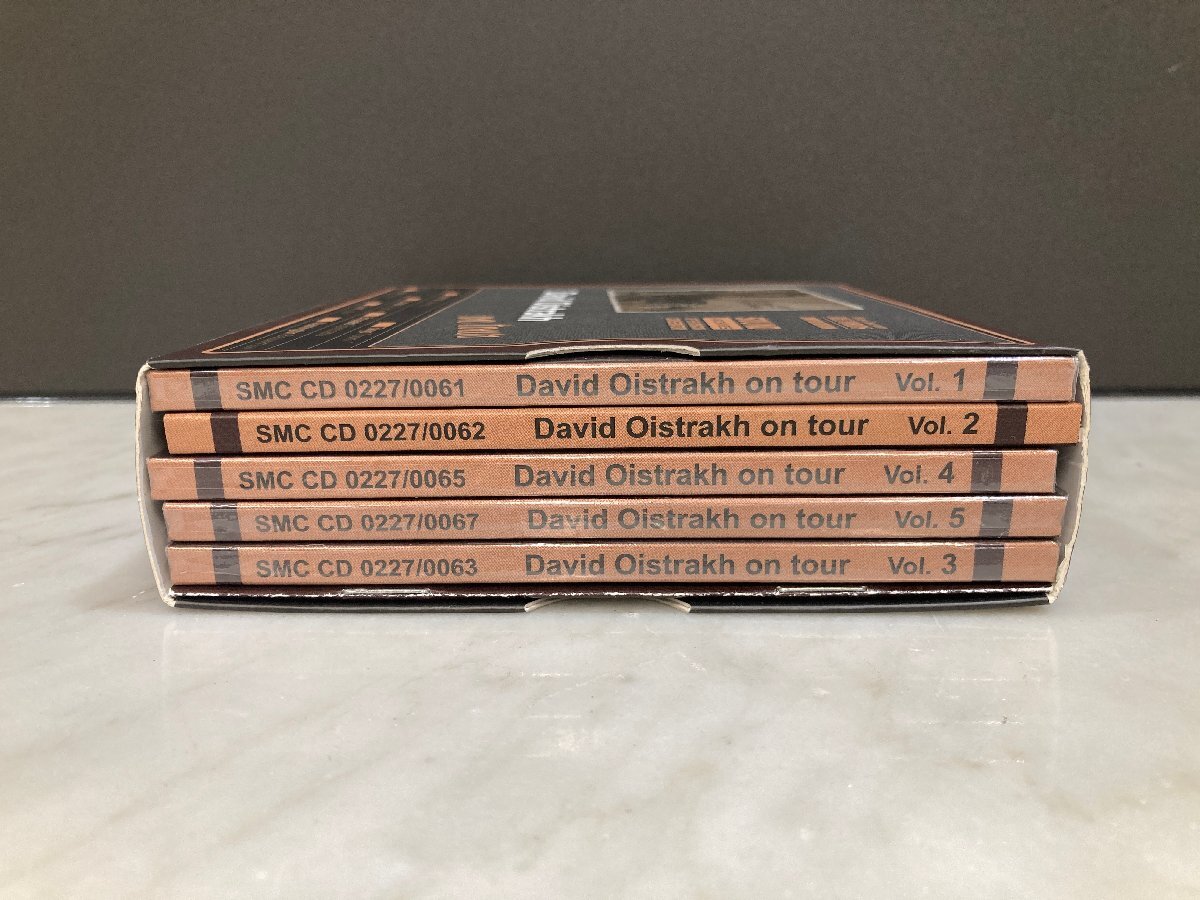 SMC CD 0227/0061 David Oistrakh on tour Vol. 1
SMC CD 0227/0062 David Oistrakh on tour Vol. 2
SMC CD 0227/0065 David Oistrakh on tour Vol. 4
SMC CD 0227/0067 David Oistrakh on tour Vol. 5
SMC CD 0227/0063 David Oistrakh on tour Vol. 3